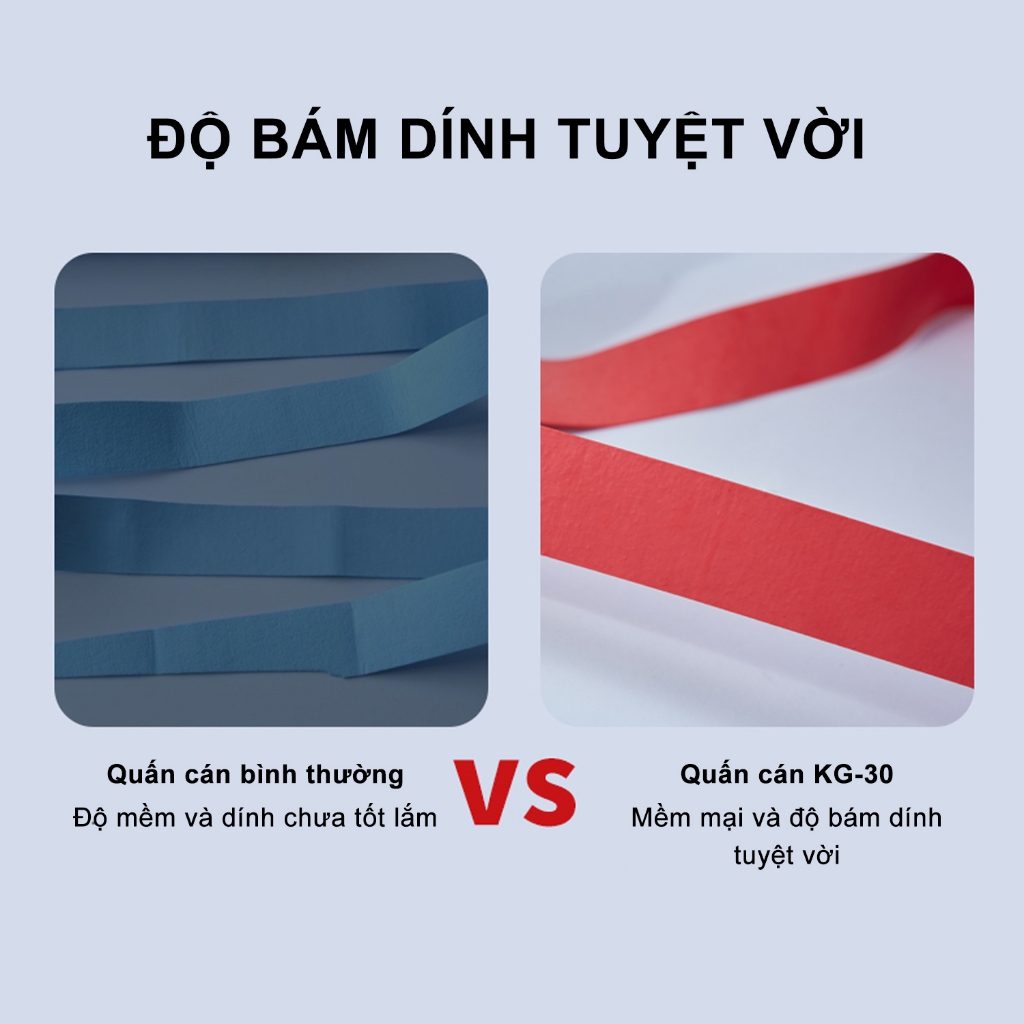 ĐỘ BÁM DÍNH TUYỆT VỜI
Quấn cán bình thường
Độ mềm và dính chưa tốt lắm
VS
Quấn cán KG-30
Mềm mại và độ bám dính
tuyệt vời